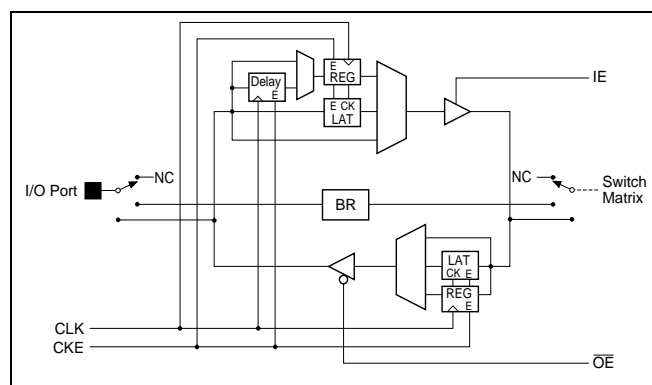 E
REG
Delay
E
E CK
LAT
IE
I/O Port
NC
BR
NC
Switch
Matrix
LAT
CK E
REG
E
CLK
CKE
OE